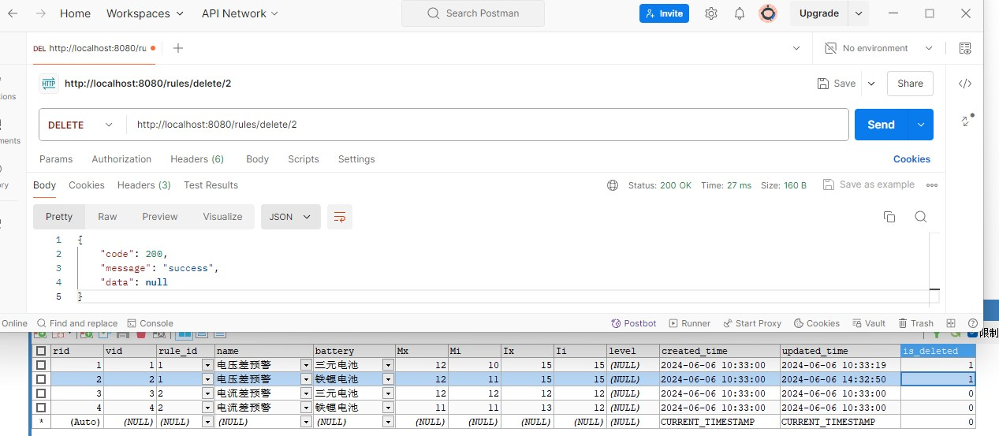 Home Workspaces API Network Search Postman Invite Upgrade
DEL http://localhost:8080/ru No environment
HTTP http://localhost:8080/rules/delete/2 Save Share
ions
DELETE http://localhost:8080/rules/delete/2 Send
ments
Params Authorization Headers (6) Body Scripts Settings Cookies
ry
Body Cookies Headers (3) Test Results Status: 200 OK Time: 27 ms Size: 160 B Save as example
Pretty Raw Preview Visualize JSON
1 {
2 "code": 200,
3 "message": "success",
4 "data": null
5 }
Online Find and replace Console Postbot Runner Start Proxy Cookies Vault Trash
限制
rid vid rule_id name battery Mx Mi Ix Ii level created_time updated_time is_deleted
1 1 1 电压差预警 三元电池 12 10 15 15 (NULL) 2024-06-06 10:33:00 2024-06-06 10:33:19 1
2 2 1 电压差预警 铁锂电池 12 11 15 15 (NULL) 2024-06-06 10:33:00 2024-06-06 14:32:50 1
3 3 2 电流差预警 三元电池 12 12 12 12 (NULL) 2024-06-06 10:33:00 2024-06-06 10:33:00 0
4 4 2 电流差预警 铁锂电池 11 11 13 12 (NULL) 2024-06-06 10:33:00 2024-06-06 10:33:00 0
* (Auto) (NULL) (NULL) (NULL) (NULL) (NULL) (NULL) (NULL) (NULL) (NULL) CURRENT_TIMESTAMP CURRENT_TIMESTAMP 0